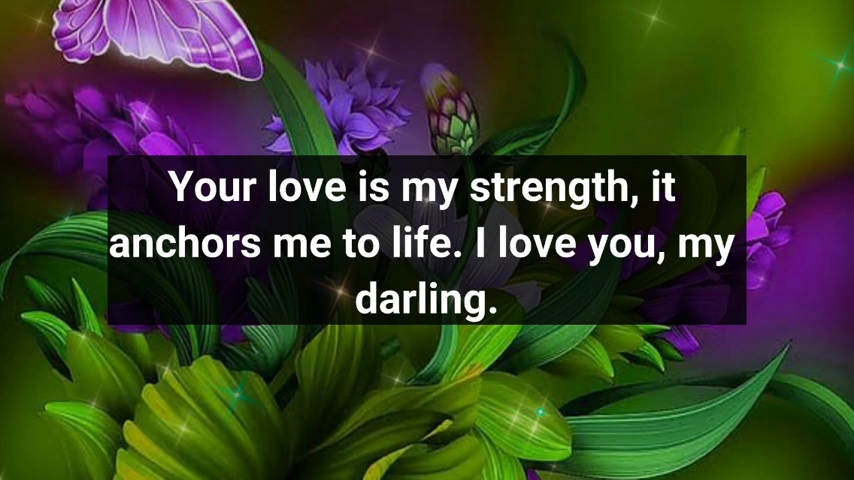 Your love is my strength, it
anchors me to life. I love you, my
darling.